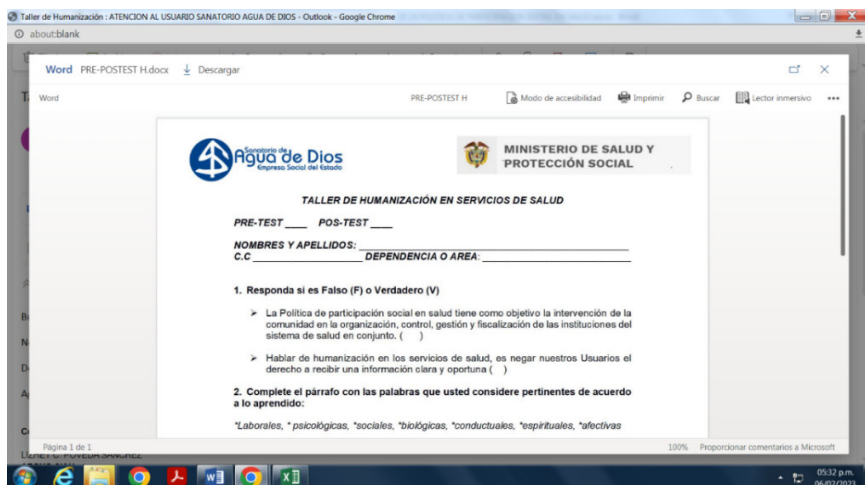 Taller de Humanización : ATENCION AL USUARIO SANATORIO AGUA DE DIOS - Outlook - Google Chrome
about:blank
Word PRE-POSTEST H.docx Descargar
Word PRE-POSTEST H Modo de accesibilidad Imprimir Buscar Lector inmersivo ...
Sanatorio de
Agua de Dios
Empresa Social del Estado
MINISTERIO DE SALUD Y
PROTECCIÓN SOCIAL
TALLER DE HUMANIZACIÓN EN SERVICIOS DE SALUD
PRE-TEST ____ POS-TEST ____
NOMBRES Y APELLIDOS: ____
C.C ____ DEPENDENCIA O AREA: ____
1. Responda si es Falso (F) o Verdadero (V)
➢ La Política de participación social en salud tiene como objetivo la intervención de la
comunidad en la organización, control, gestión y fiscalización de las instituciones del
sistema de salud en conjunto. ( )
➢ Hablar de humanización en los servicios de salud, es negar nuestros Usuarios el
derecho a recibir una información clara y oportuna ( )
2. Complete el párrafo con las palabras que usted considere pertinentes de acuerdo
a lo aprendido:
*Laborales, * psicológicas, *sociales, *biológicas, *conductuales, *espirituales, *afectivas
Página 1 de 1 100% Proporcionar comentarios a Microsoft
05:32 p.m.
06/02/2023